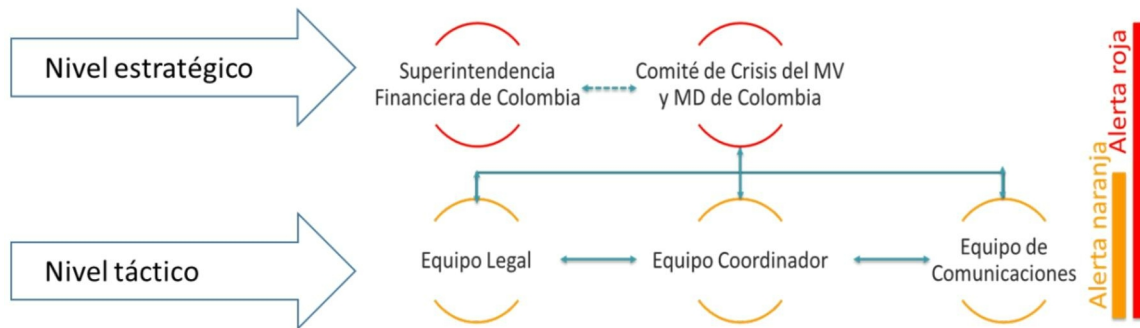 Nivel estratégico
Superintendencia
Financiera de Colombia
Comité de Crisis del MV
y MD de Colombia
Alerta roja
Alerta naranja
Nivel táctico
Equipo Legal
Equipo Coordinador
Equipo de
Comunicaciones